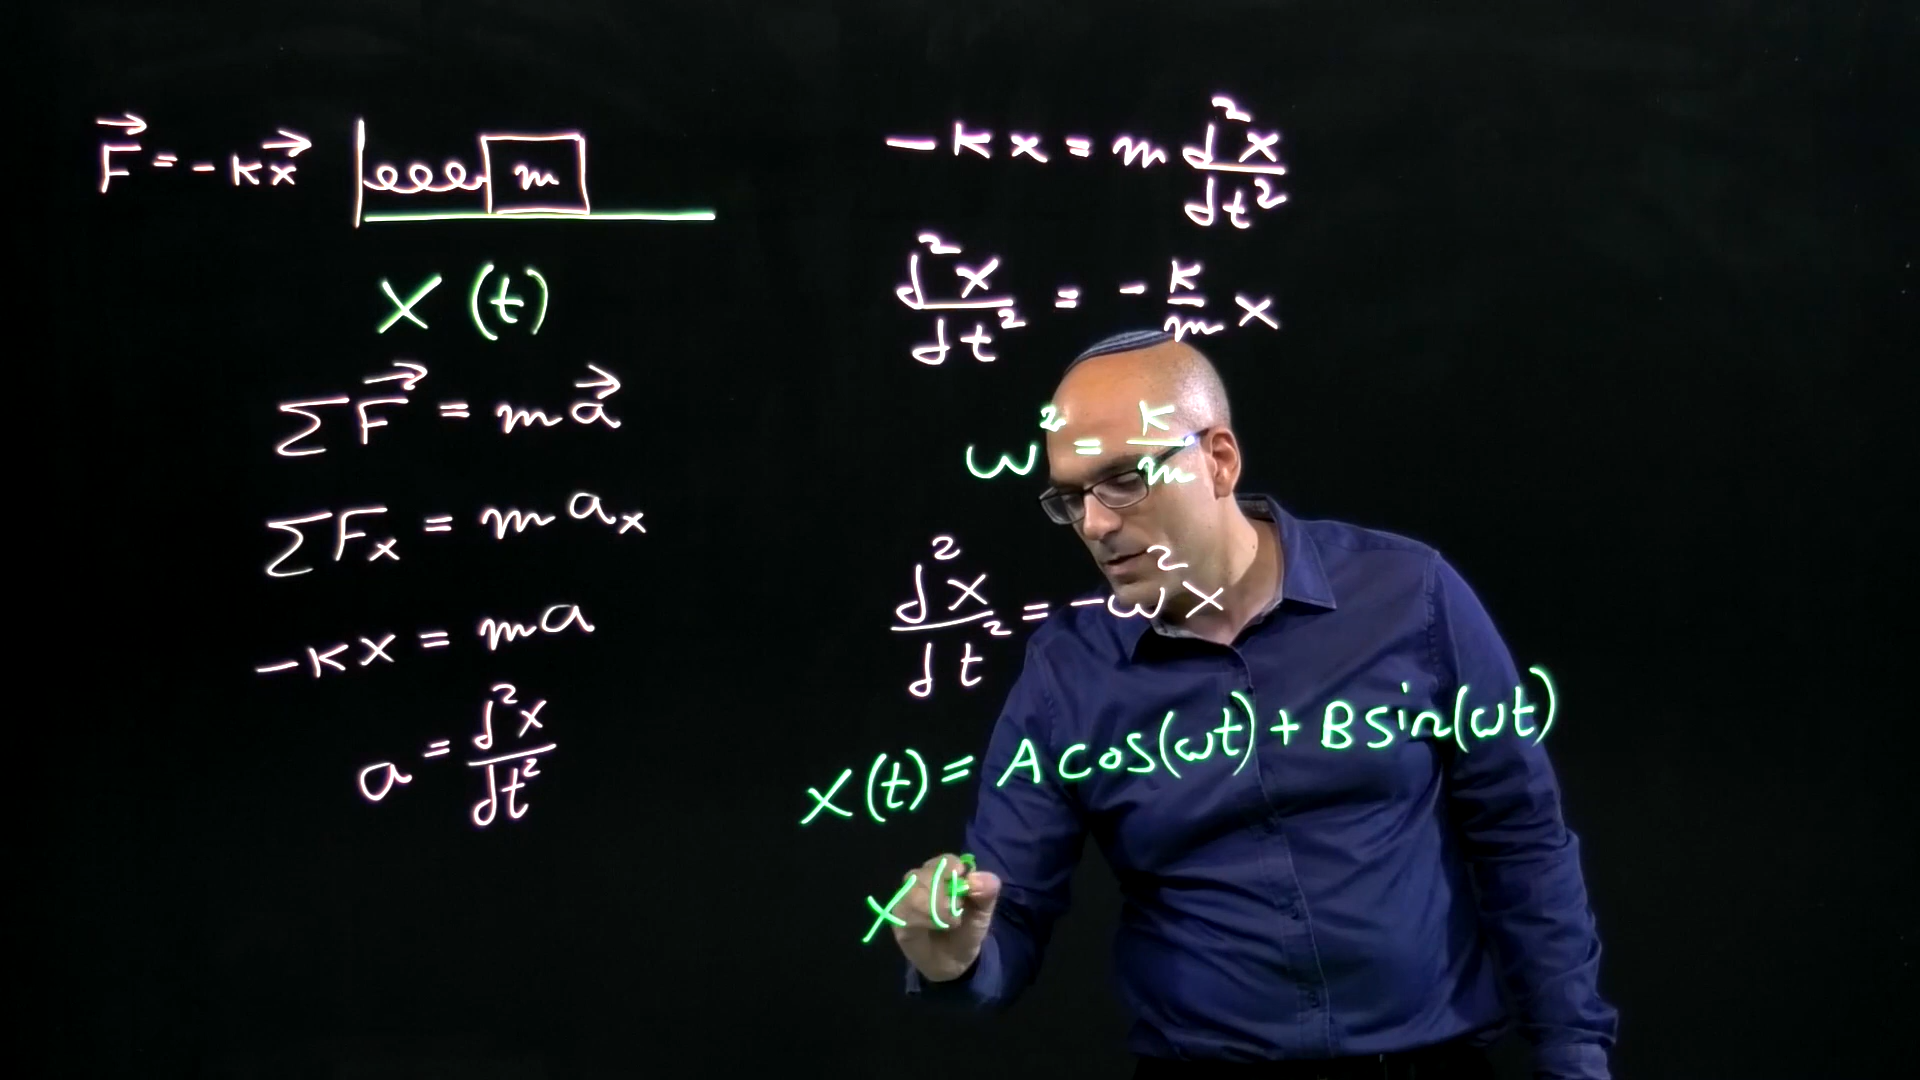 F⃗ = -kx⃗
m
x (t)
ΣF⃗ = ma⃗
ΣFₓ = maₓ
-kx = ma
a = d²x/dt²
-kx = m d²x/dt²
d²x/dt² = - k/m x
ω² = k/m
d²x/dt² = -ω²x
x(t) = A cos(ωt) + B sin(ωt)
x(t